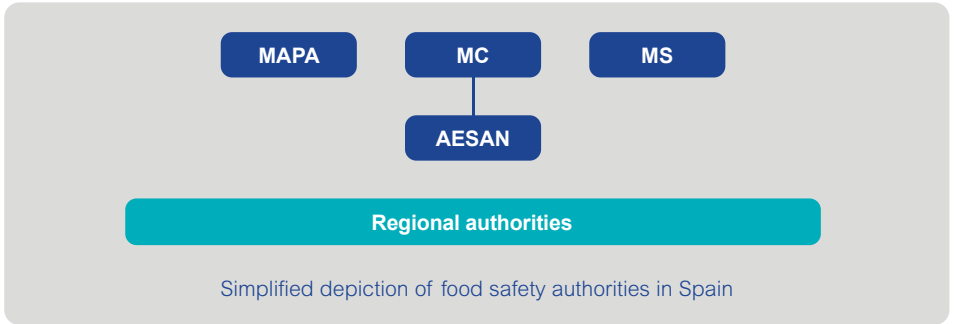 MAPA
MC
MS
AESAN
Regional authorities
Simplified depiction of food safety authorities in Spain